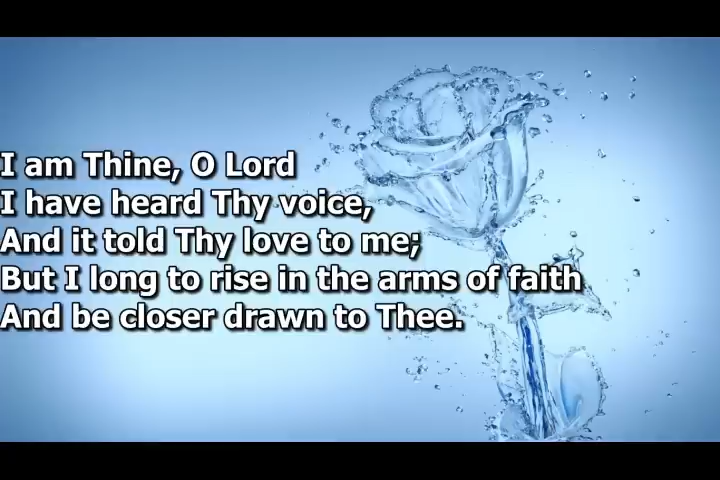 I am Thine, O Lord
I have heard Thy voice,
And it told Thy love to me;
But I long to rise in the arms of faith
And be closer drawn to Thee.